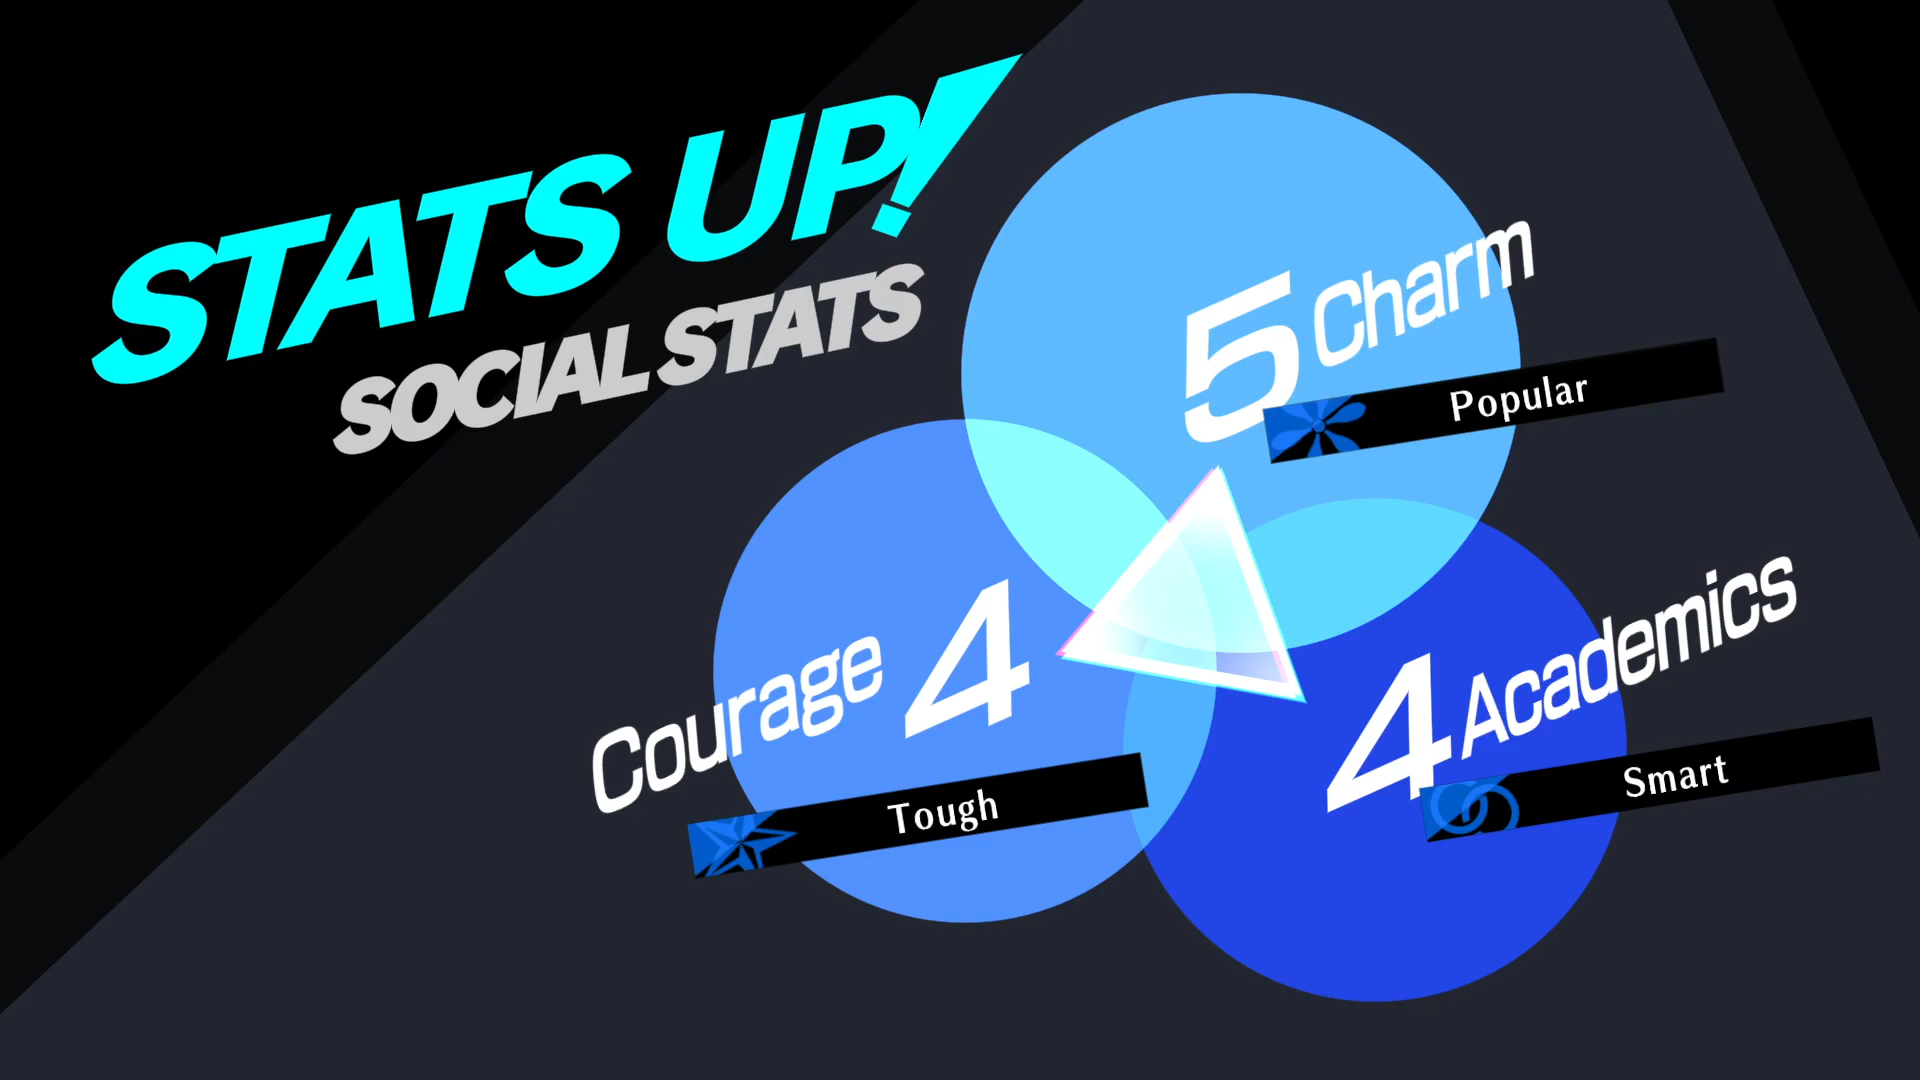 STATS UP!
SOCIAL STATS
5 Charm
Popular
Courage 4
Tough
4 Academics
Smart